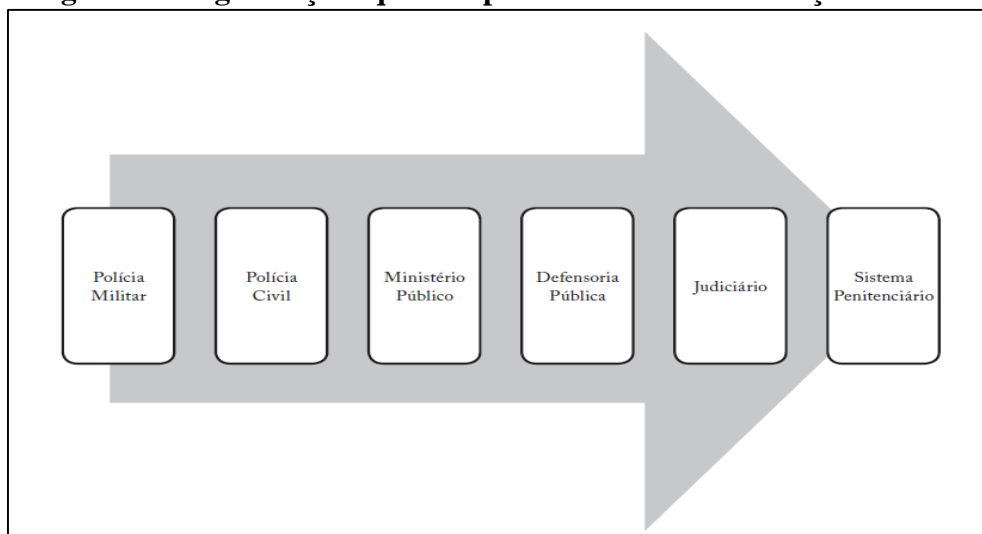 Polícia
Militar
Polícia
Civil
Ministério
Público
Defensoria
Pública
Judiciário
Sistema
Penitenciário